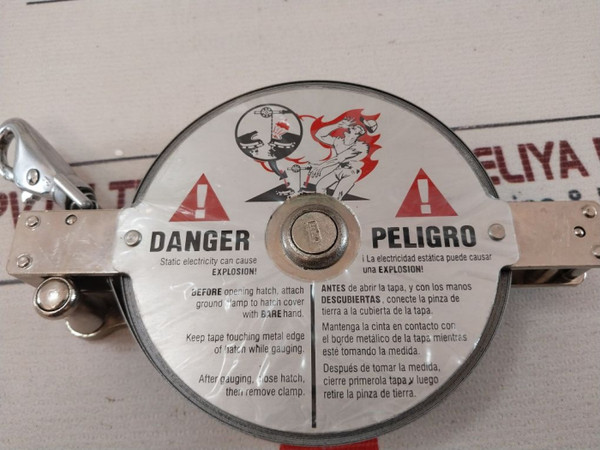 DANGER
Static electricity can cause
EXPLOSION!
BEFORE opening hatch, attach
ground clamp to hatch cover
with BARE hand.
Keep tape touching metal edge
of hatch while gauging.
After gauging, close hatch,
then remove clamp.
PELIGRO
¡ La electricidad estática puede causar
una EXPLOSION!
ANTES de abrir la tapa, y con los manos
DESCUBIERTAS , conecte la pinza de
tierra a la cubierta de la tapa.
Mantenga la cinta en contacto con
el borde metálico de la tapa mientras
esté tomando la medida.
Después de tomar la medida,
cierre primerola tapa y luego
retire la pinza de tierra.
ELIYA